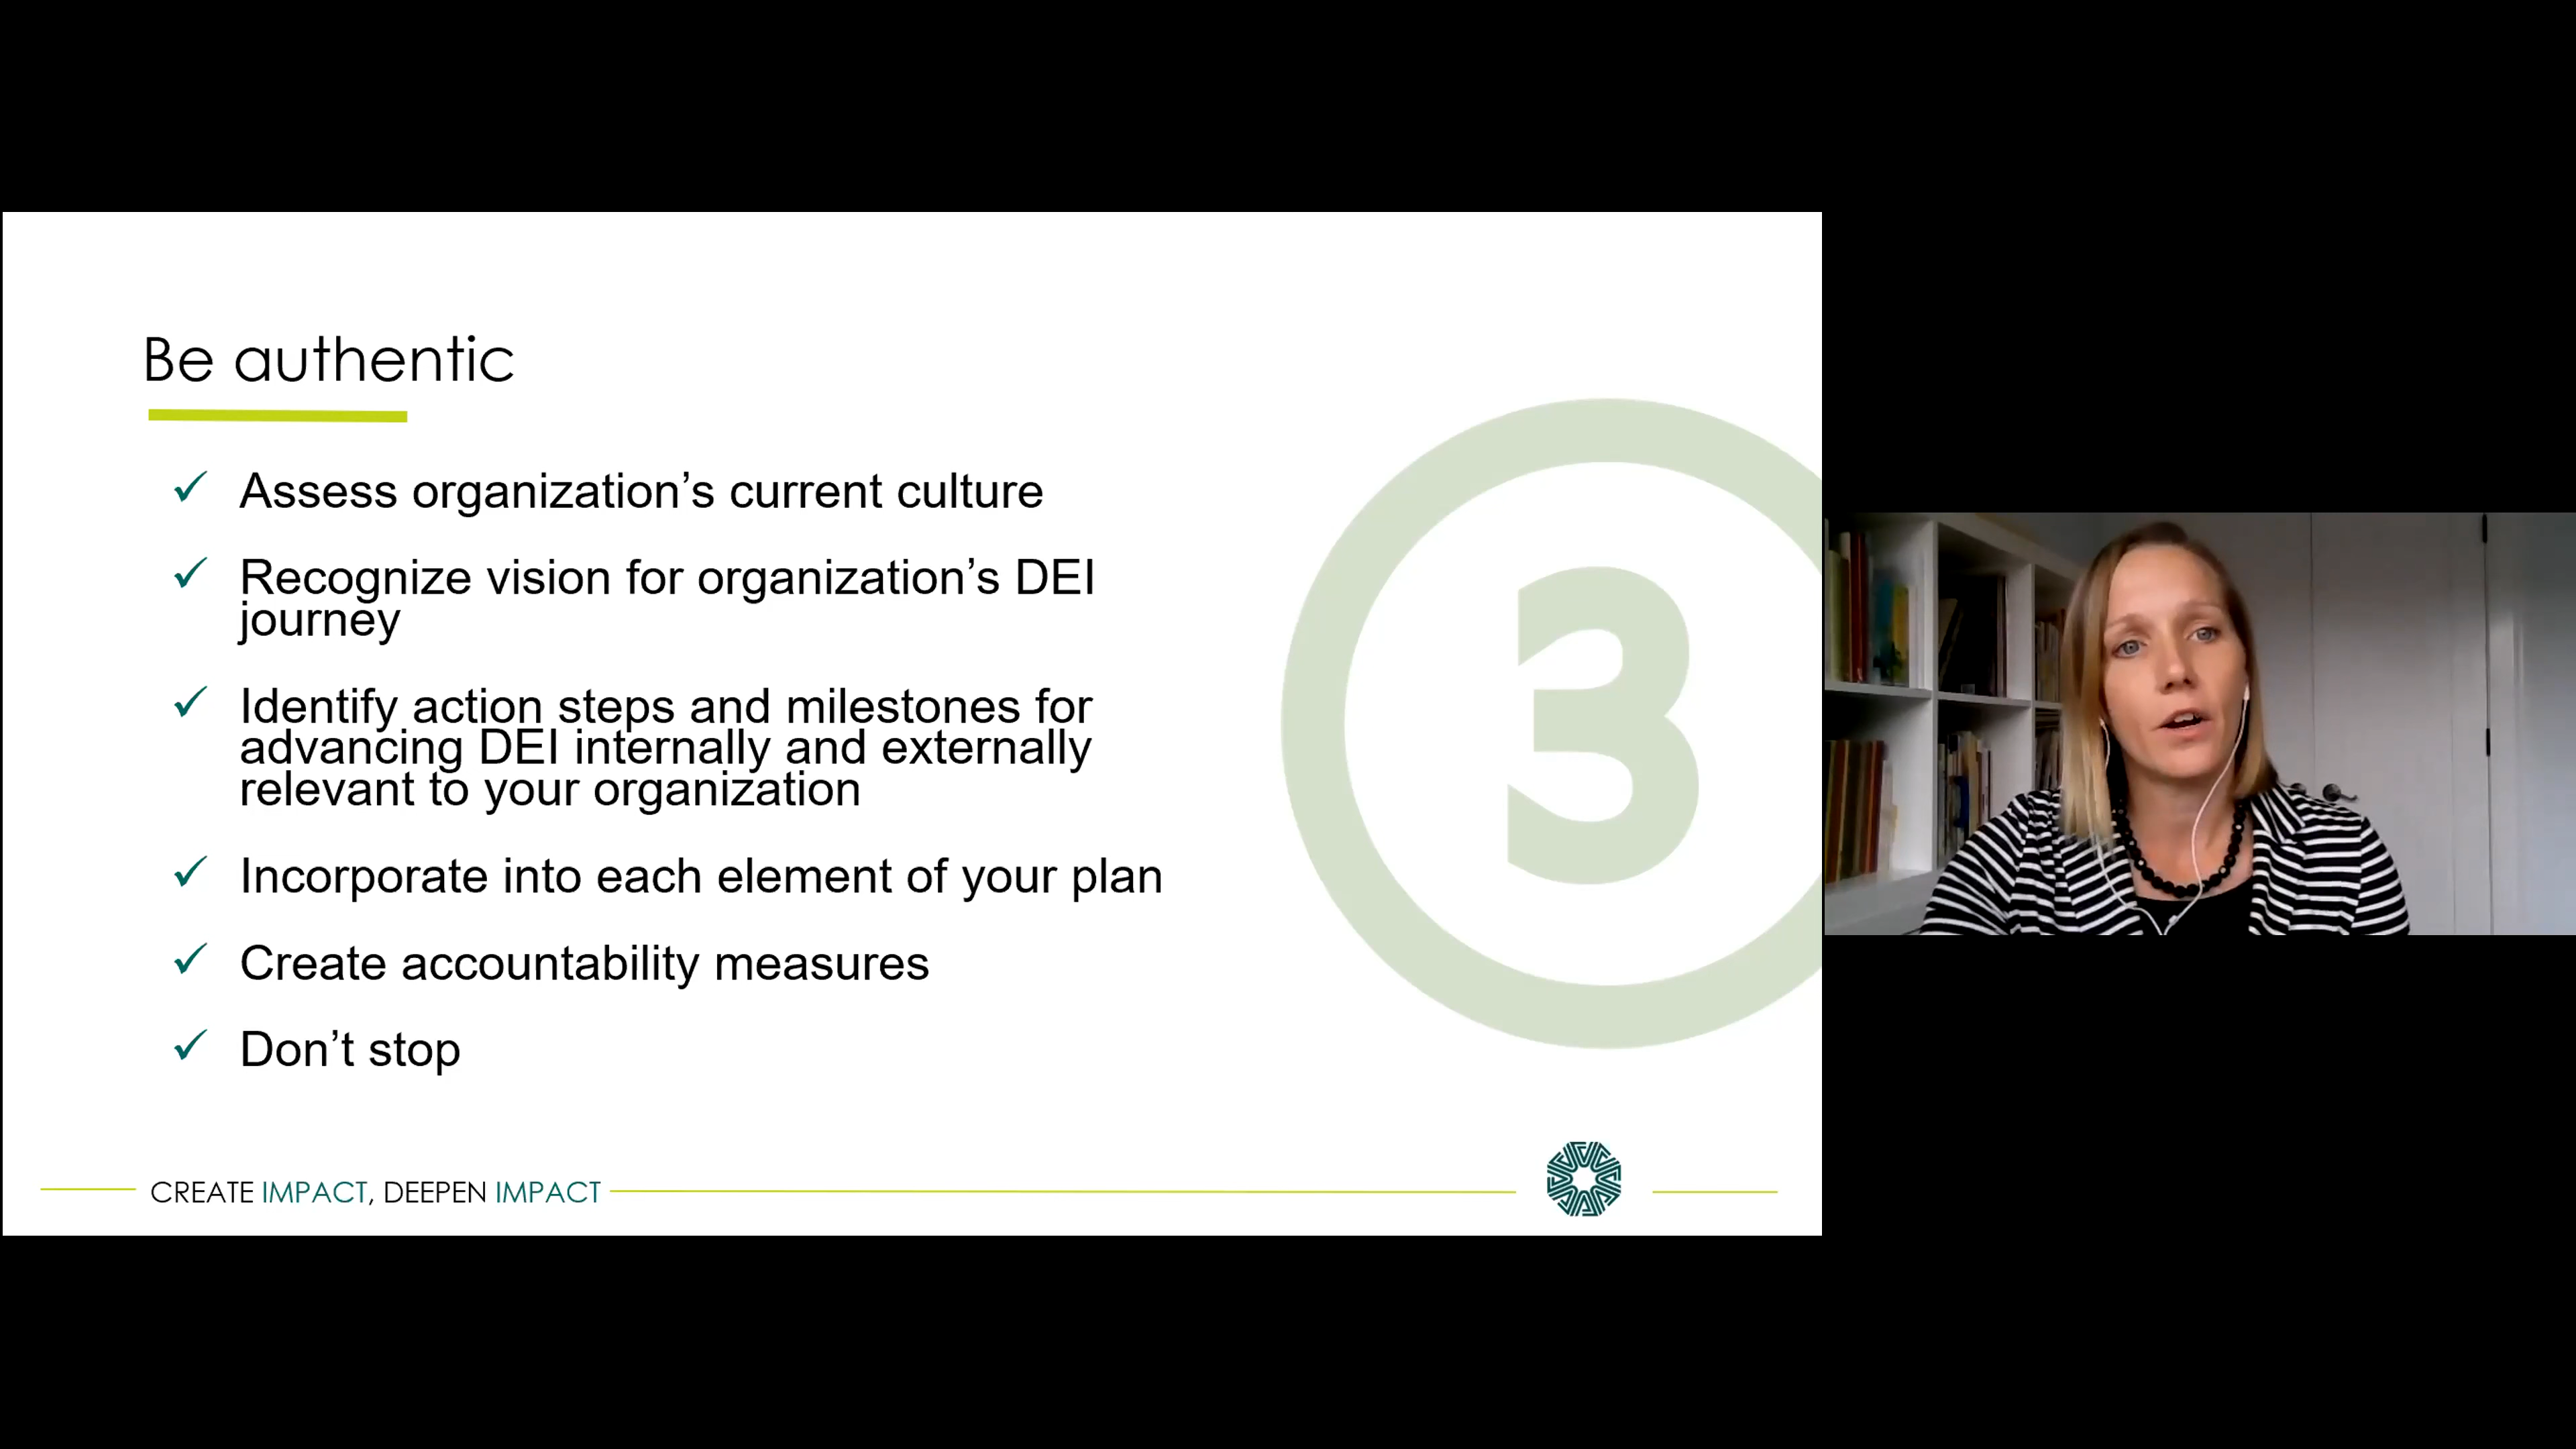 Be authentic
Assess organization’s current culture
Recognize vision for organization’s DEI
journey
Identify action steps and milestones for
advancing DEI internally and externally
relevant to your organization
Incorporate into each element of your plan
Create accountability measures
Don’t stop
3
CREATE IMPACT, DEEPEN IMPACT